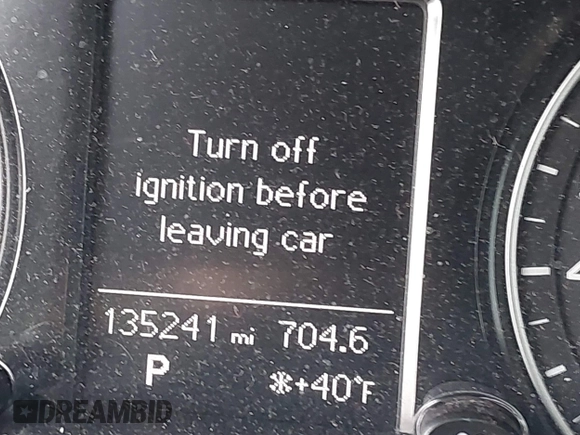 Turn off
ignition before
leaving car
135241 mi 704.6
P ✻+40°F
DREAMBID